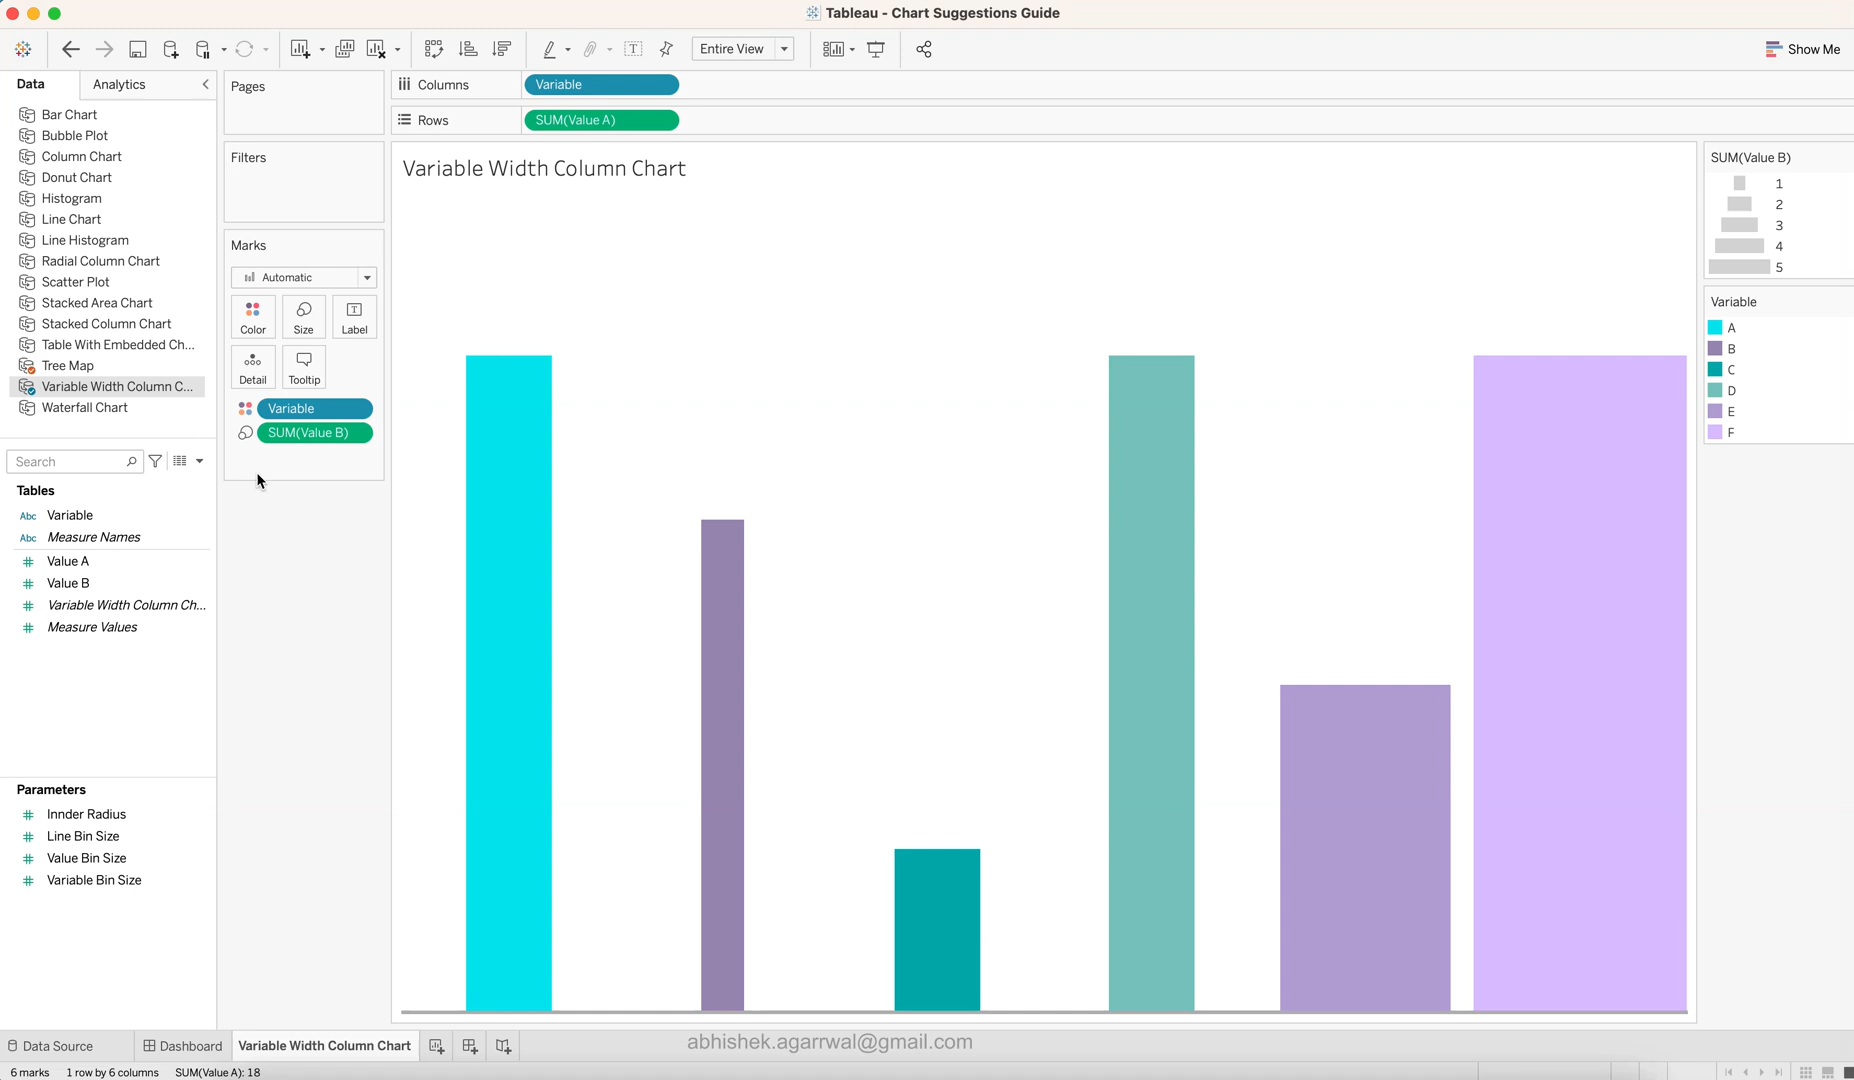 Tableau - Chart Suggestions Guide
Entire View
Show Me
Data
Analytics
Pages
Columns
Variable
Rows
SUM(Value A)
Bar Chart
Bubble Plot
Column Chart
Donut Chart
Histogram
Line Chart
Line Histogram
Radial Column Chart
Scatter Plot
Stacked Area Chart
Stacked Column Chart
Table With Embedded Ch...
Tree Map
Variable Width Column C...
Waterfall Chart
Filters
Marks
Automatic
Color
Size
T
Label
Detail
Tooltip
Variable
SUM(Value B)
Search
Tables
Abc Variable
Abc Measure Names
# Value A
# Value B
# Variable Width Column Ch...
# Measure Values
Parameters
# Innder Radius
# Line Bin Size
# Value Bin Size
# Variable Bin Size
Variable Width Column Chart
SUM(Value B)
1
2
3
4
5
Variable
A
B
C
D
E
F
Data Source
Dashboard
Variable Width Column Chart
abhishek.agarrwal@gmail.com
6 marks 1 row by 6 columns SUM(Value A): 18